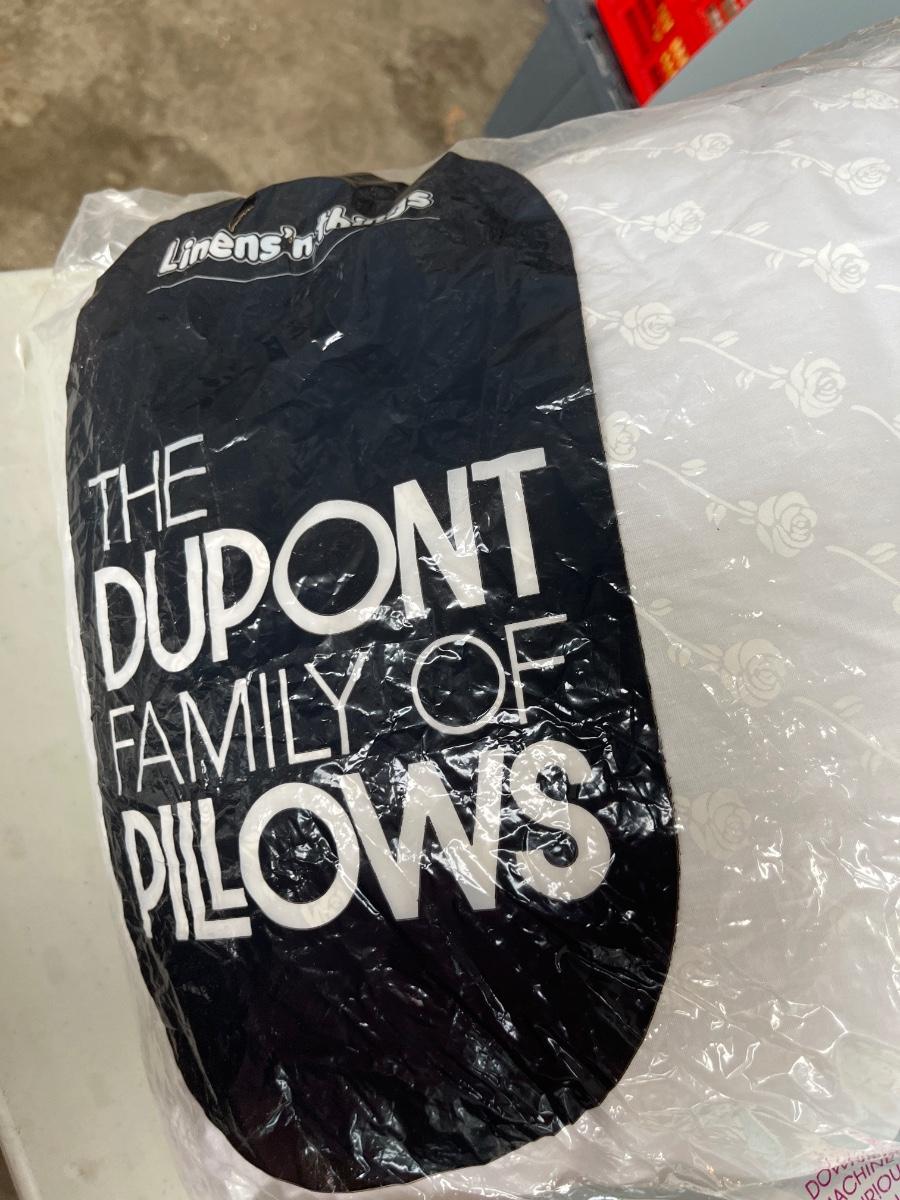 Linens'n things
THE
DUPONT
FAMILY OF
PILLOWS